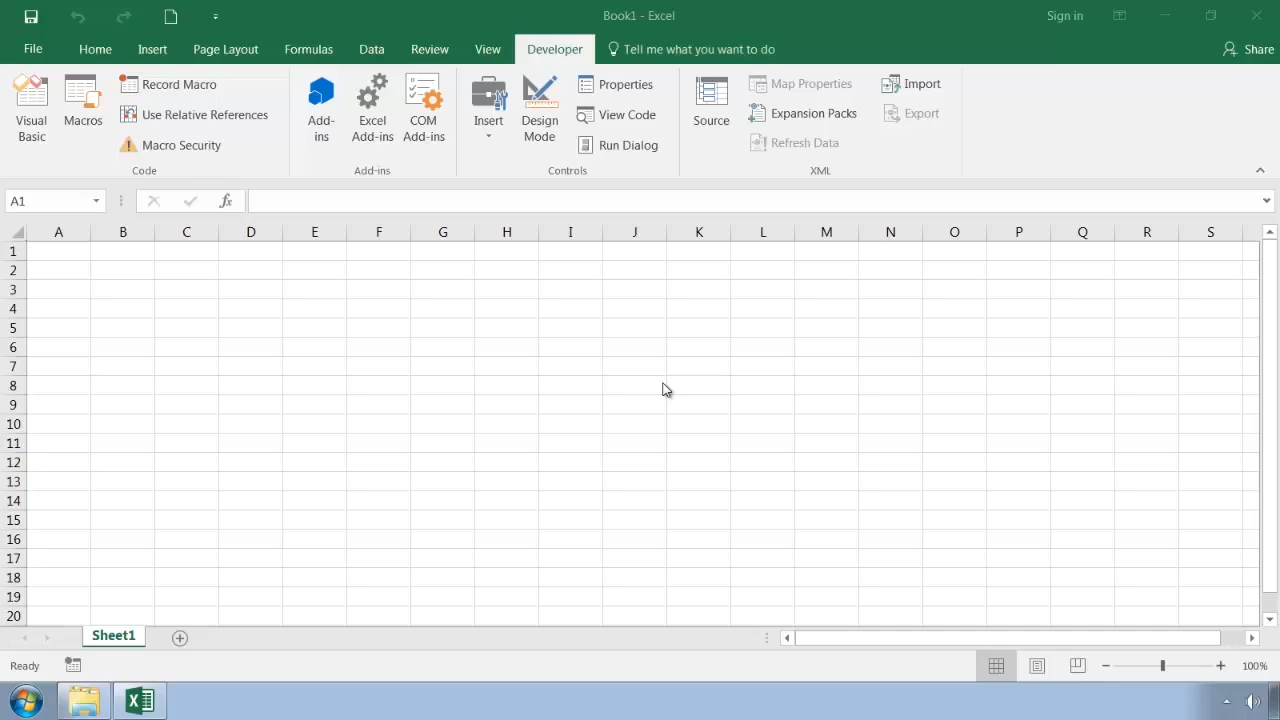 Book1 - Excel
Sign in
File
Home
Insert
Page Layout
Formulas
Data
Review
View
Developer
Tell me what you want to do
Share
Visual Basic
Macros
Record Macro
Use Relative References
Macro Security
Code
Add-ins
Excel Add-ins
COM Add-ins
Add-ins
Insert
Design Mode
Properties
View Code
Run Dialog
Controls
Source
Map Properties
Expansion Packs
Refresh Data
Import
Export
XML
A1
fx
A B C D E F G H I J K L M N O P Q R S
1
2
3
4
5
6
7
8
9
10
11
12
13
14
15
16
17
18
19
20
Sheet1
Ready
100%